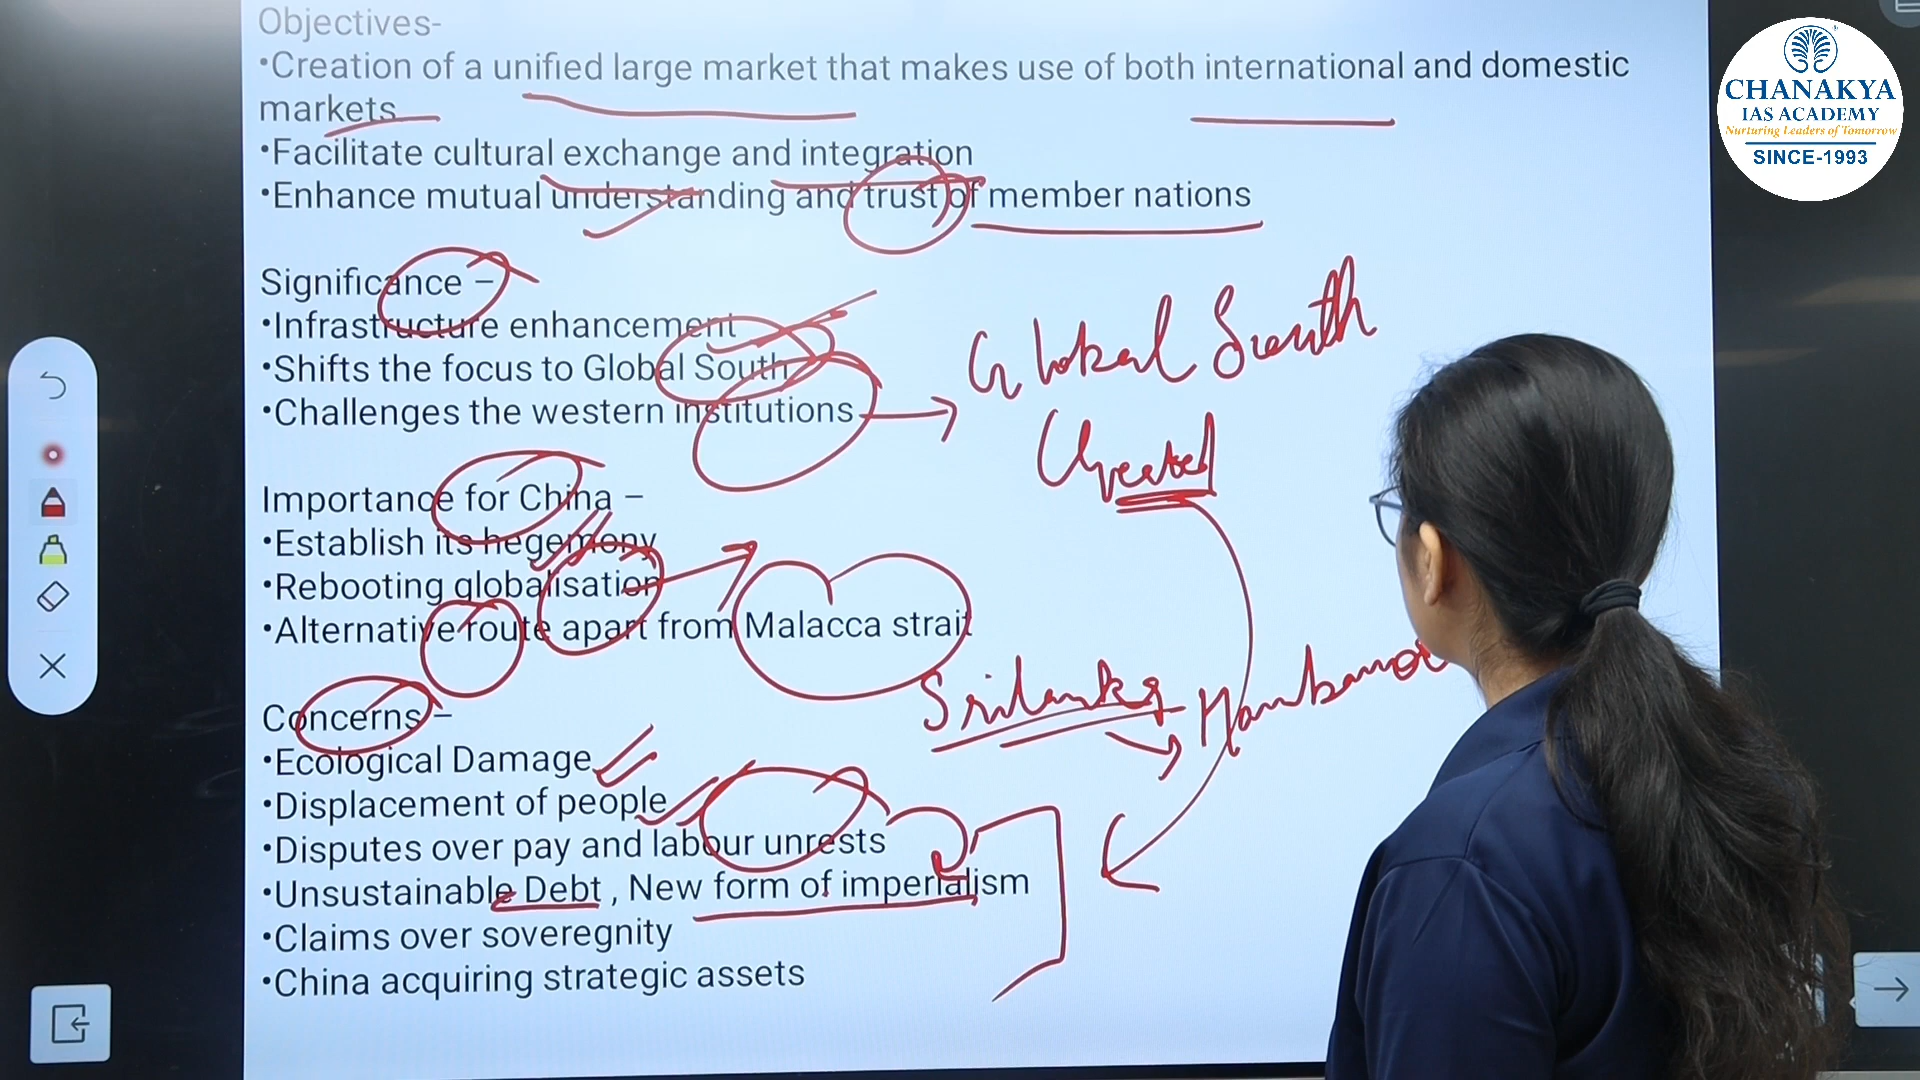 Objectives-
•Creation of a unified large market that makes use of both international and domestic
markets
•Facilitate cultural exchange and integration
•Enhance mutual understanding and trust of member nations
Significance –
•Infrastructure enhancement
•Shifts the focus to Global South
•Challenges the western institutions
Global South
Importance for China –
•Establish its hegemony
•Rebooting globalisation
•Alternative route apart from Malacca strait
Srilanka
Concerns –
•Ecological Damage
•Displacement of people
•Disputes over pay and labour unrests
•Unsustainable Debt , New form of imperialism
•Claims over soveregnity
•China acquiring strategic assets
CHANAKYA
IAS ACADEMY
Nurturing Leaders of Tomorrow
SINCE-1993